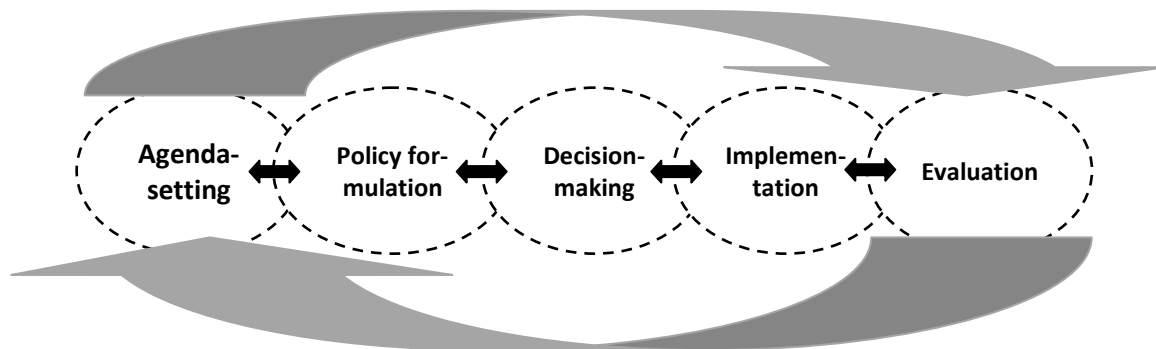 Agenda-
setting
Policy for-
mulation
Decision-
making
Implemen-
tation
Evaluation